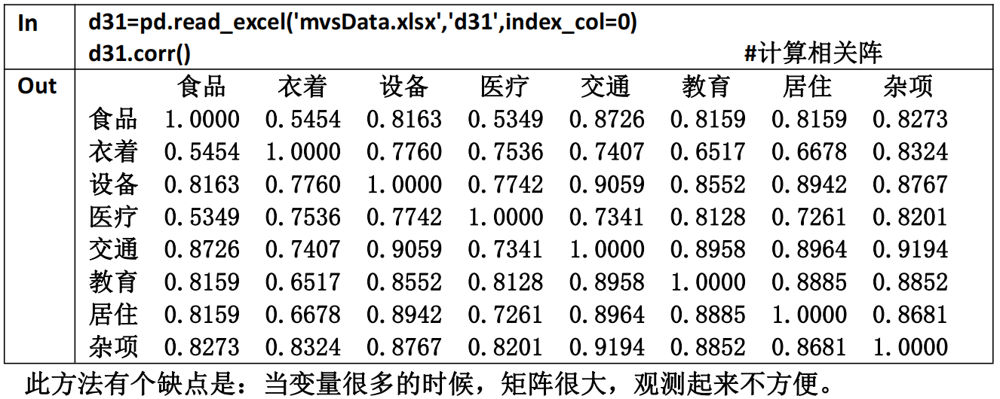 In d31=pd.read_excel('mvsData.xlsx','d31',index_col=0)
d31.corr() #计算相关阵
Out 食品 衣着 设备 医疗 交通 教育 居住 杂项
食品 1.0000 0.5454 0.8163 0.5349 0.8726 0.8159 0.8159 0.8273
衣着 0.5454 1.0000 0.7760 0.7536 0.7407 0.6517 0.6678 0.8324
设备 0.8163 0.7760 1.0000 0.7742 0.9059 0.8552 0.8942 0.8767
医疗 0.5349 0.7536 0.7742 1.0000 0.7341 0.8128 0.7261 0.8201
交通 0.8726 0.7407 0.9059 0.7341 1.0000 0.8958 0.8964 0.9194
教育 0.8159 0.6517 0.8552 0.8128 0.8958 1.0000 0.8885 0.8852
居住 0.8159 0.6678 0.8942 0.7261 0.8964 0.8885 1.0000 0.8681
杂项 0.8273 0.8324 0.8767 0.8201 0.9194 0.8852 0.8681 1.0000
此方法有个缺点是：当变量很多的时候，矩阵很大，观测起来不方便。